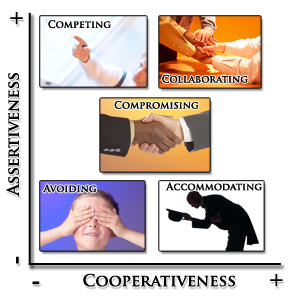 +
COMPETING
COLLABORATING
COMPROMISING
ASSERTIVENESS
AVOIDING
ACCOMMODATING
-
- COOPERATIVENESS +